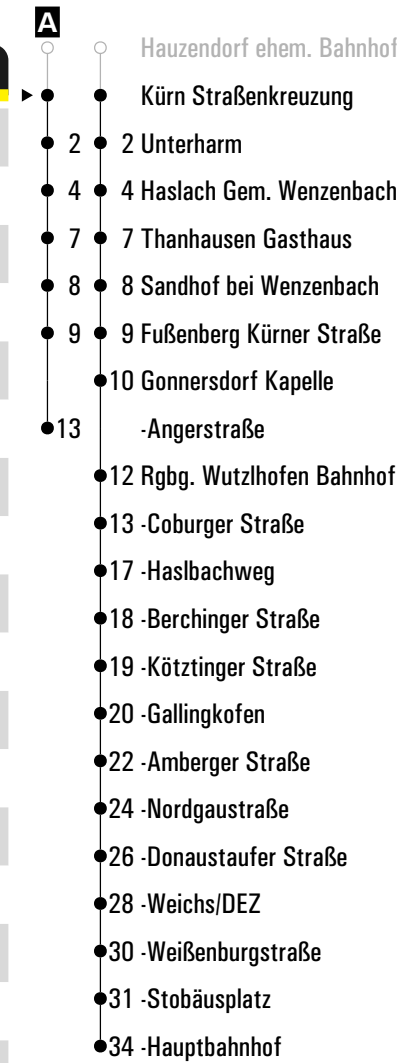 A
Hauzendorf ehem. Bahnhof
Kürn Straßenkreuzung
2 2 Unterharm
4 4 Haslach Gem. Wenzenbach
7 7 Thanhausen Gasthaus
8 8 Sandhof bei Wenzenbach
9 9 Fußenberg Kürner Straße
10 Gonnersdorf Kapelle
13 -Angerstraße
12 Rgbg. Wutzlhofen Bahnhof
13 -Coburger Straße
17 -Haslbachweg
18 -Berchinger Straße
19 -Kötztinger Straße
20 -Gallingkofen
22 -Amberger Straße
24 -Nordgaustraße
26 -Donaustaufer Straße
28 -Weichs/DEZ
30 -Weißenburgstraße
31 -Stobäusplatz
34 -Hauptbahnhof